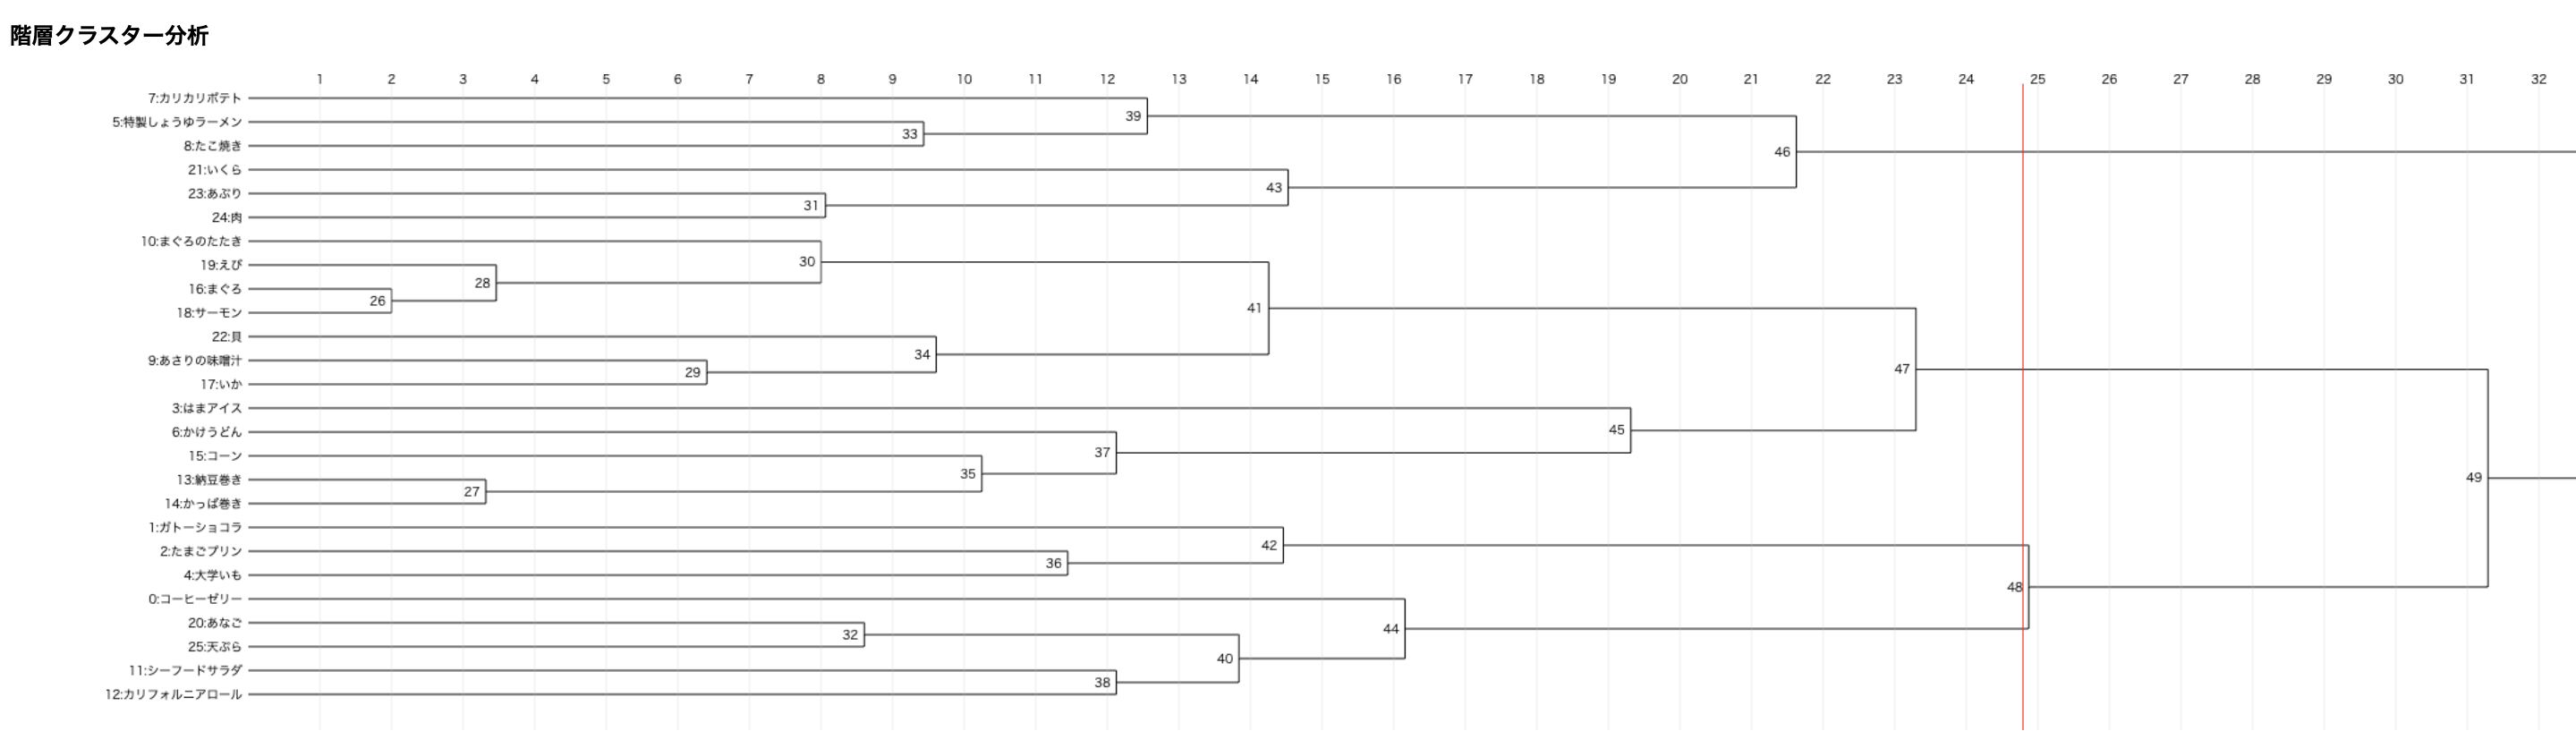 階層クラスター分析
1 2 3 4 5 6 7 8 9 10 11 12 13 14 15 16 17 18 19 20 21 22 23 24 25 26 27 28 29 30 31 32
7:カリカリポテト
39
5:特製しょうゆラーメン
33
8:たこ焼き
46
21:いくら
43
23:あぶり
31
24:肉
10:まぐろのたたき
30
19:えび
28
16:まぐろ
26
41
18:サーモン
22:貝
34
9:あさりの味噌汁
47
29
17:いか
3:はまアイス
45
6:かけうどん
37
15:コーン
35
49
13:納豆巻き
27
14:かっぱ巻き
1:ガトーショコラ
42
2:たまごプリン
36
4:大学いも
48
0:コーヒーゼリー
20:あなご
32
44
25:天ぷら
40
11:シーフードサラダ
38
12:カリフォルニアロール